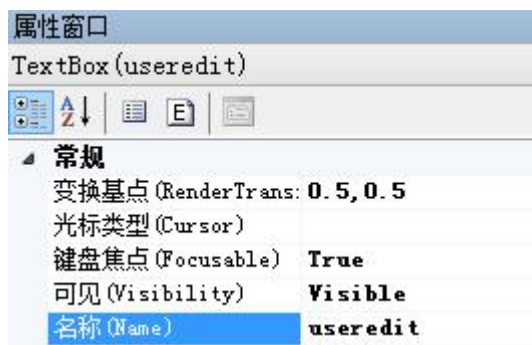 属性窗口
TextBox(useredit)
A Z E
常规
变换基点(RenderTrans: 0.5,0.5
光标类型(Cursor)
键盘焦点(Focusable) True
可见(Visibility) Visible
名称(Name) useredit